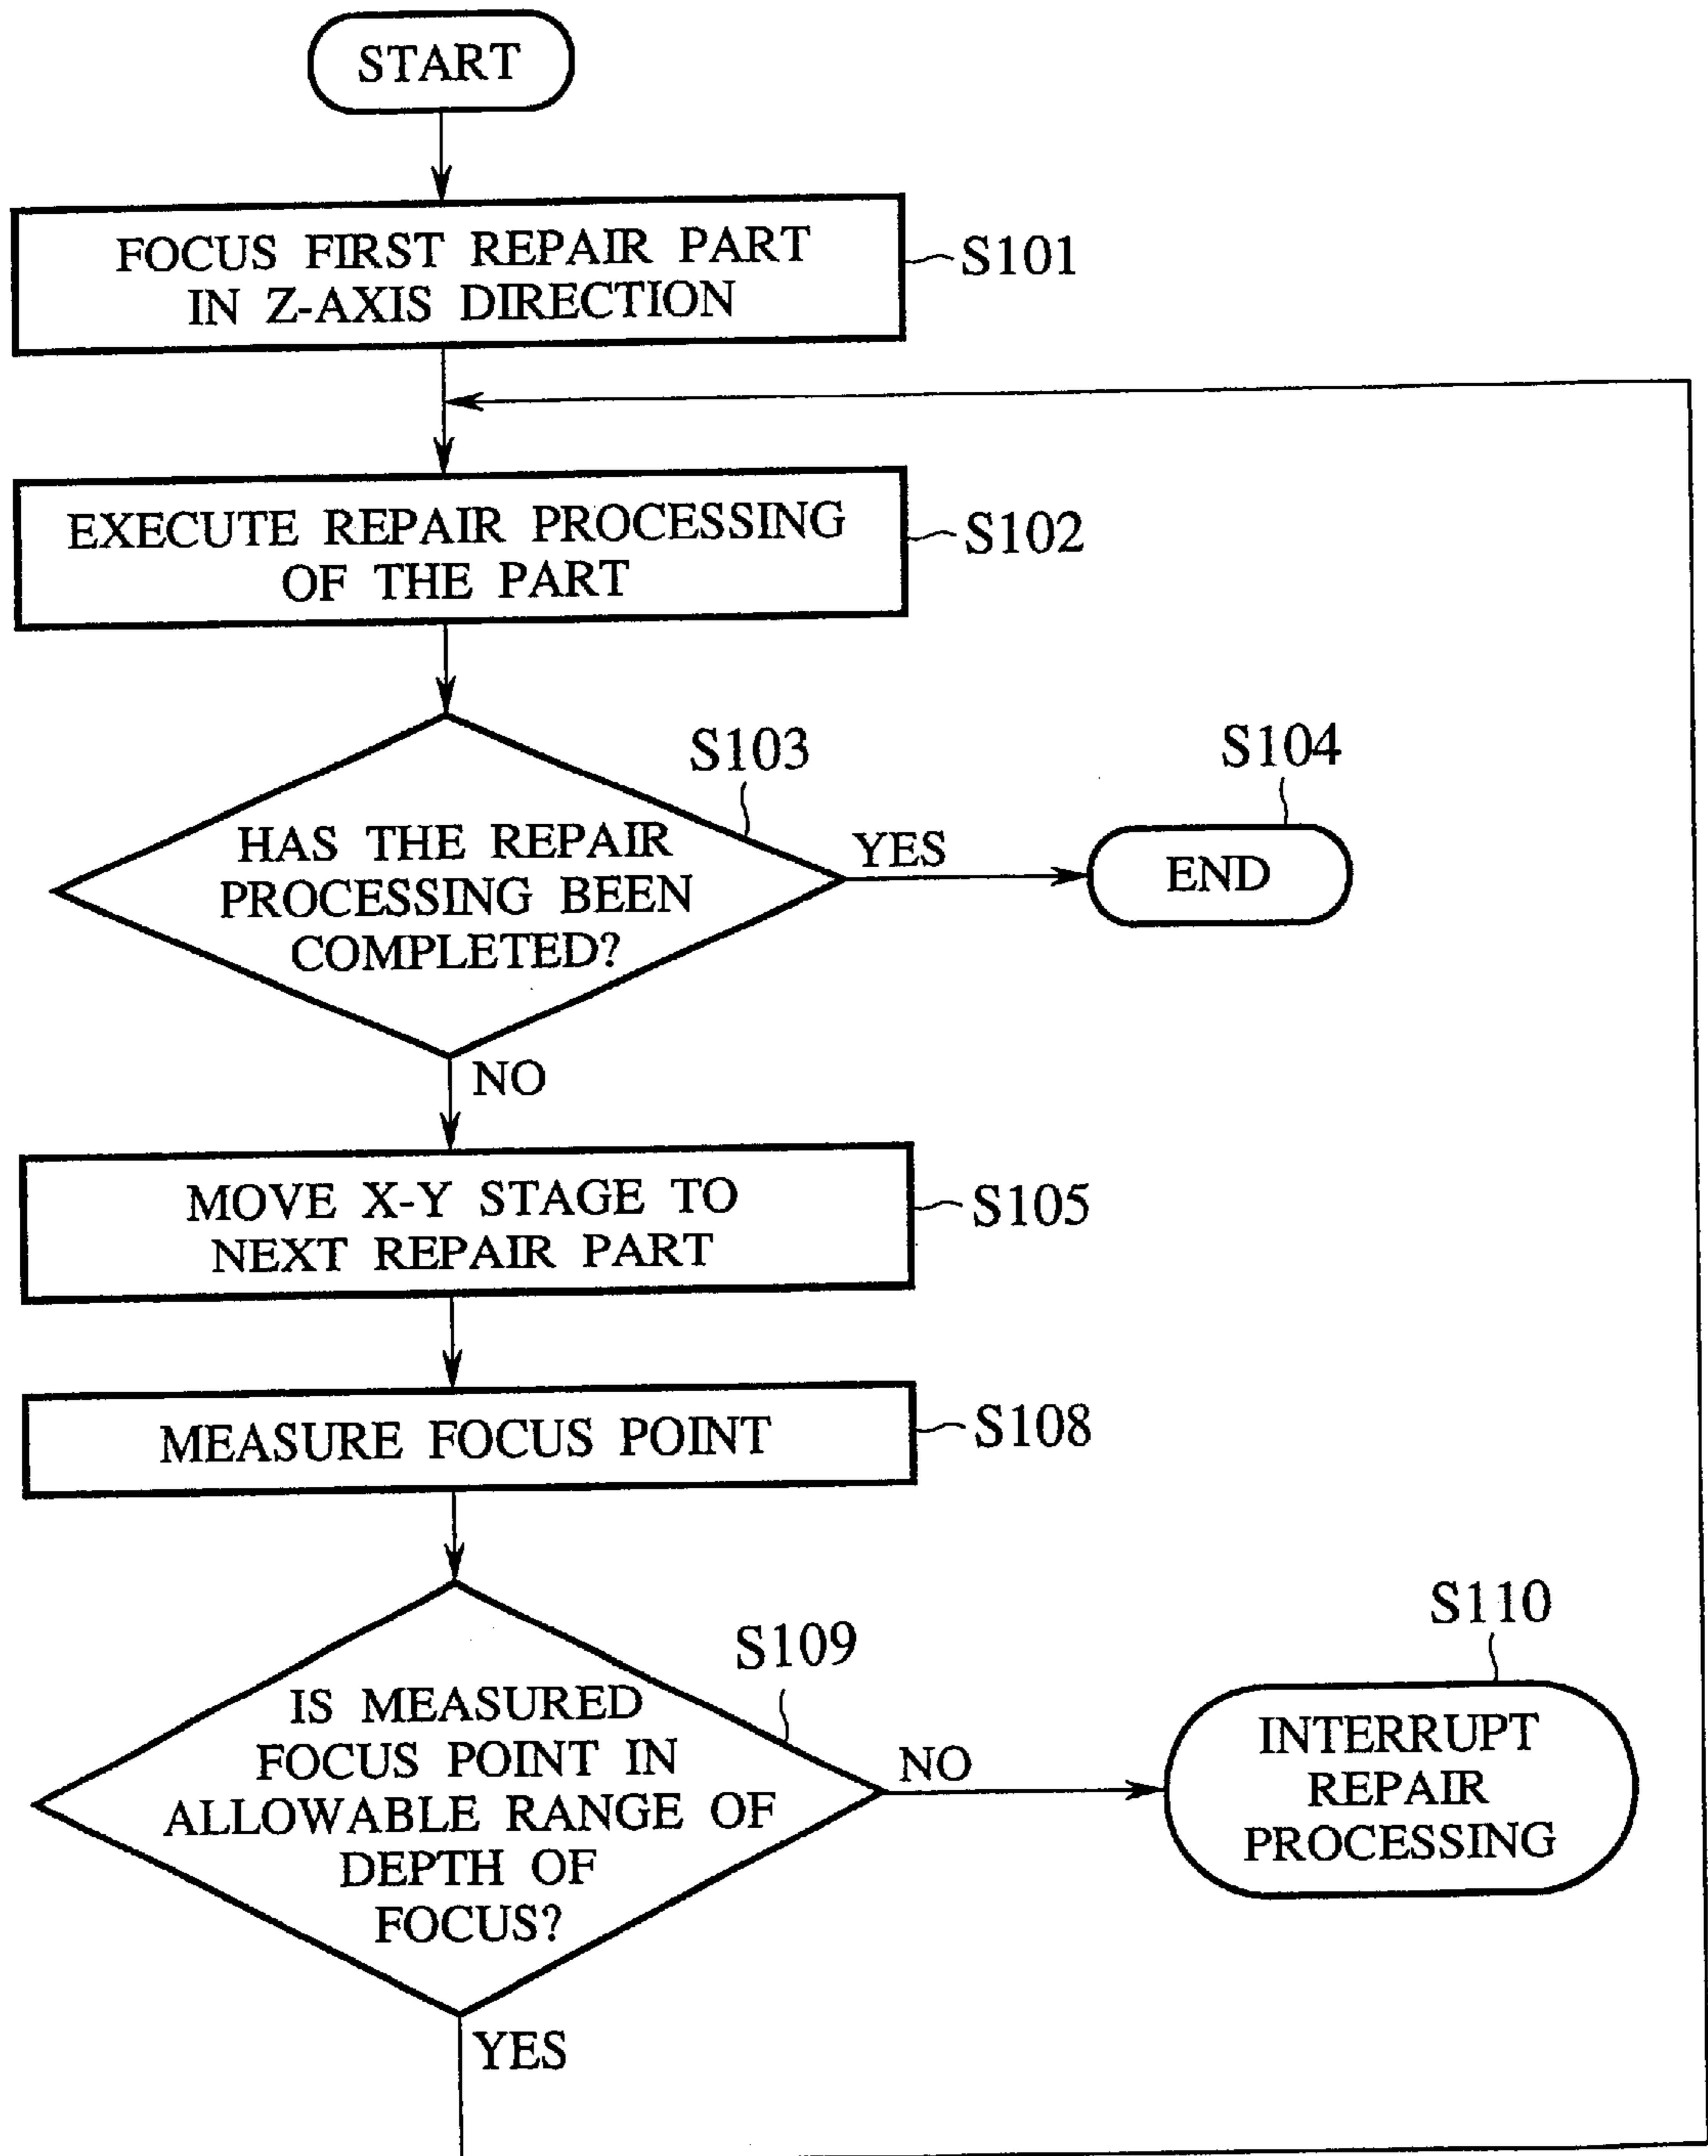 START
FOCUS FIRST REPAIR PART
IN Z-AXIS DIRECTION
S101
EXECUTE REPAIR PROCESSING
OF THE PART
S102
S103
HAS THE REPAIR
PROCESSING BEEN
COMPLETED?
YES
S104
END
NO
MOVE X-Y STAGE TO
NEXT REPAIR PART
S105
MEASURE FOCUS POINT
S108
S109
IS MEASURED
FOCUS POINT IN
ALLOWABLE RANGE OF
DEPTH OF
FOCUS?
NO
S110
INTERRUPT
REPAIR
PROCESSING
YES